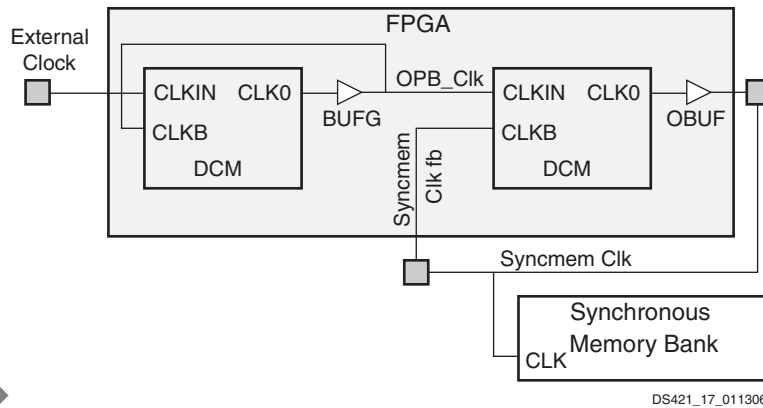 FPGA
External
Clock
CLKIN CLK0
CLKB
DCM
BUFG
OPB_Clk
CLKIN CLK0
CLKB
DCM
OBUF
Syncmem
Clk fb
Syncmem Clk
Synchronous
Memory Bank
CLK
DS421_17_011306